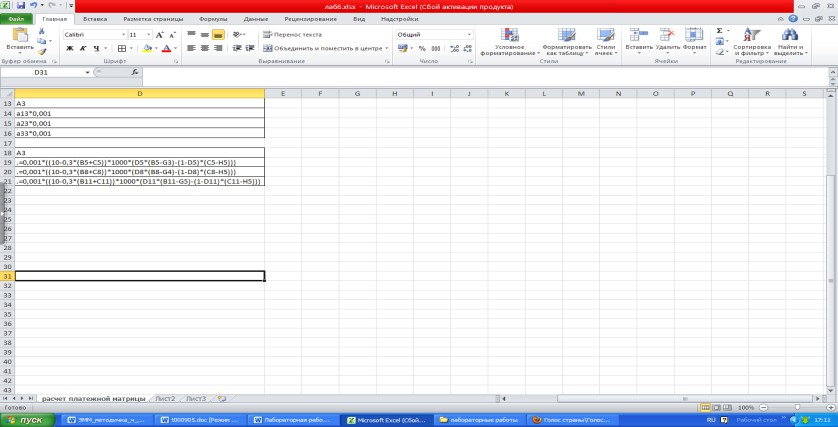 лаб6.xlsx - Microsoft Excel (Сбой активации продукта)
Файл Главная Вставка Разметка страницы Формулы Данные Рецензирование Вид Надстройки
Вставить
Calibri 11
Ж К Ч
Перенос текста
Объединить и поместить в центре
Общий
% 000
Условное форматирование
Форматировать как таблицу
Стили ячеек
Вставить Удалить Формат
Сортировка и фильтр
Найти и выделить
Буфер обмена Шрифт Выравнивание Число Стили Ячейки Редактирование
D31 fx
D E F G H I J K L M N O P Q R S
13 A3
14 a13*0,001
15 a23*0,001
16 a33*0,001
17
18 A3
19 .=0,001*((10-0,3*(B5+C5))*1000*(D5*(B5-G3)-(1-D5)*(C5-H5)))
20 .=0,001*((10-0,3*(B8+C8))*1000*(D8*(B8-G4)-(1-D8)*(C8-H5)))
21 .=0,001*((10-0,3*(B11+C11))*1000*(D11*(B11-G5)-(1-D11)*(C11-H5)))
22
23
24
25
26
27
28
29
30
31
32
33
34
35
36
37
38
39
40
41
42
43
расчет платежной матрицы Лист2 Лист3
Готово 100%
пуск ЭММ_методичка_ч_... t000905.doc [Режим ... Лабораторная рабо... Microsoft Excel (Сбой... лабораторные работы Голос страны\Голос... RU Рабочий стол 17:11